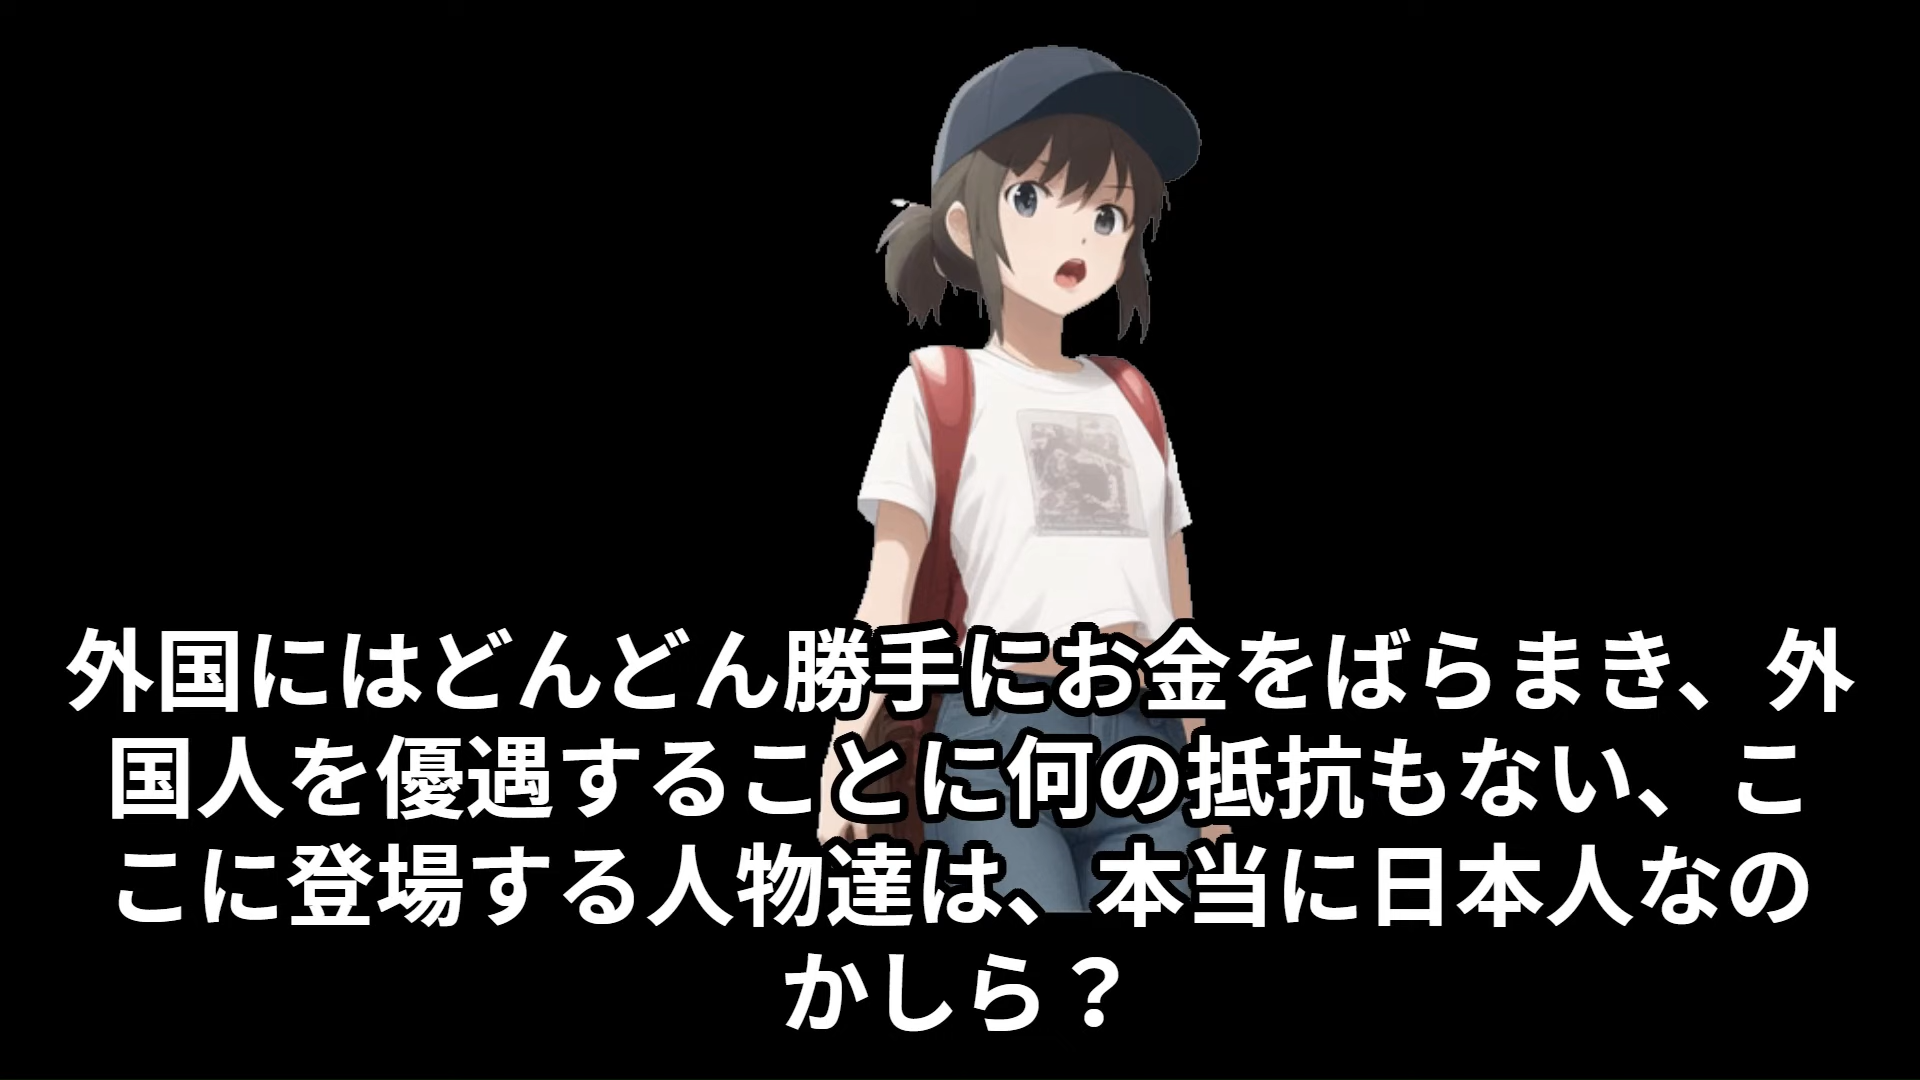 外国にはどんどん勝手にお金をばらまき、外
国人を優遇することに何の抵抗もない、こ
こに登場する人物達は、本当に日本人なの
かしら？